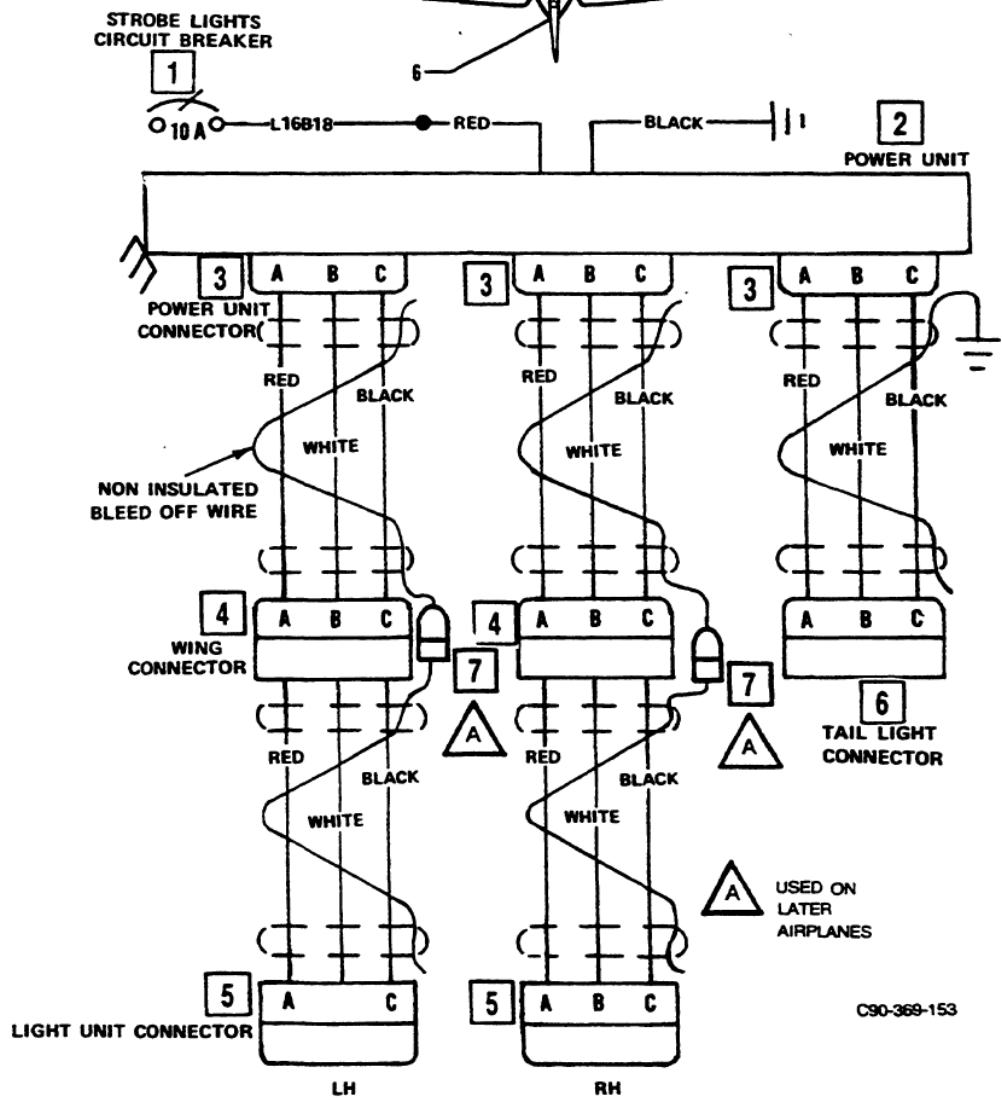 STROBE LIGHTS
CIRCUIT BREAKER
1
6
10 A
L16B18
RED
BLACK
2
POWER UNIT
3
A B C
3
A B C
3
A B C
POWER UNIT
CONNECTOR
RED
BLACK
WHITE
RED
BLACK
WHITE
RED
BLACK
WHITE
NON INSULATED
BLEED OFF WIRE
4
A B C
4
A B C
A B C
WING
CONNECTOR
7
A
7
A
6
TAIL LIGHT
CONNECTOR
RED
BLACK
WHITE
RED
BLACK
WHITE
A
USED ON
LATER
AIRPLANES
5
A C
5
A B C
LIGHT UNIT CONNECTOR
LH
RH
C90-369-153